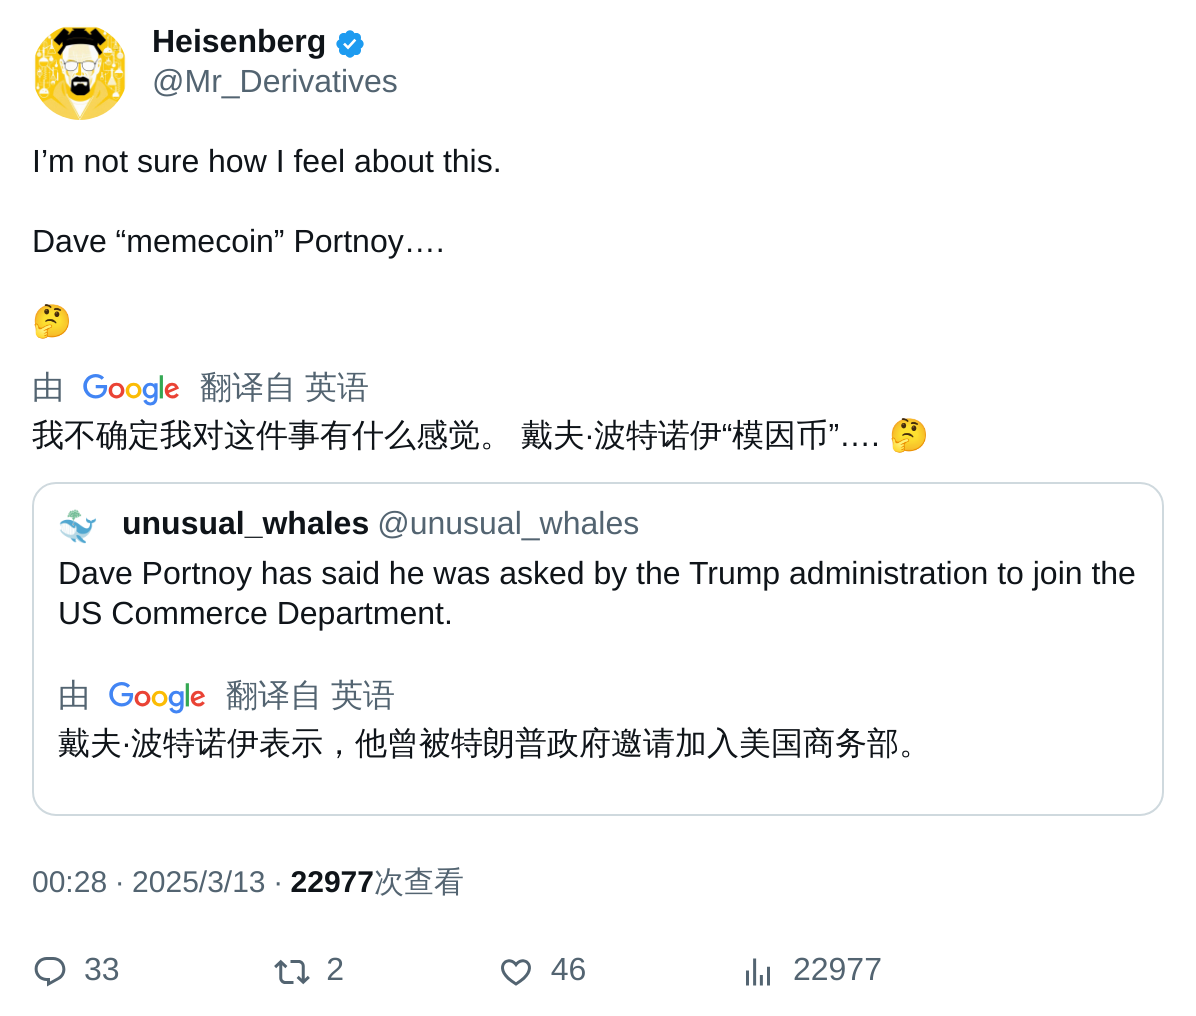 Heisenberg
@Mr_Derivatives
I’m not sure how I feel about this.
Dave “memecoin” Portnoy….
🤔
由 Google 翻译自 英语
我不确定我对这件事有什么感觉。 戴夫·波特诺伊“模因币”…. 🤔
unusual_whales @unusual_whales
Dave Portnoy has said he was asked by the Trump administration to join the
US Commerce Department.
由 Google 翻译自 英语
戴夫·波特诺伊表示，他曾被特朗普政府邀请加入美国商务部。
00:28 · 2025/3/13 · 22977次查看
33 2 46 22977